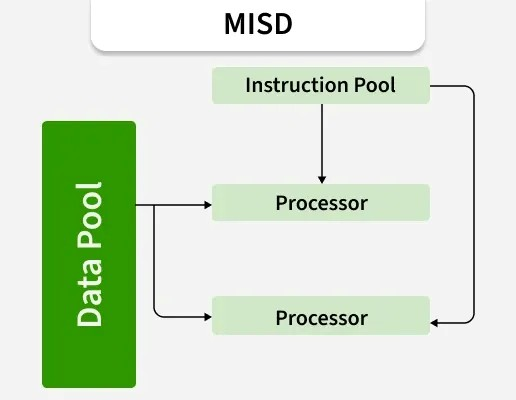 MISD
Instruction Pool
Data Pool
Processor
Processor